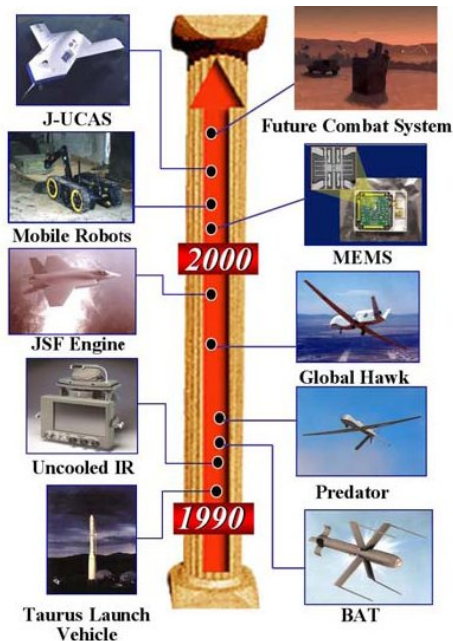 J-UCAS
Future Combat System
Mobile Robots
MEMS
2000
JSF Engine
Global Hawk
Uncooled IR
Predator
1990
Taurus Launch
Vehicle
BAT